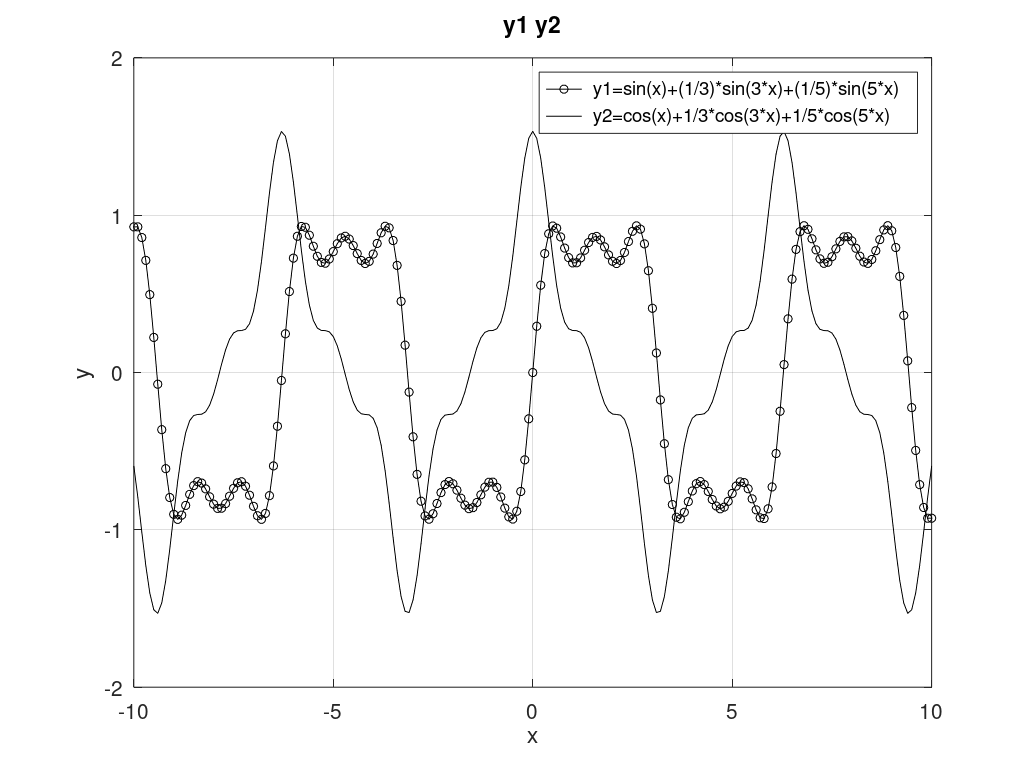 y1 y2
y1=sin(x)+(1/3)*sin(3*x)+(1/5)*sin(5*x)
y2=cos(x)+1/3*cos(3*x)+1/5*cos(5*x)
2
1
0
-1
-2
y
-10 -5 0 5 10
x